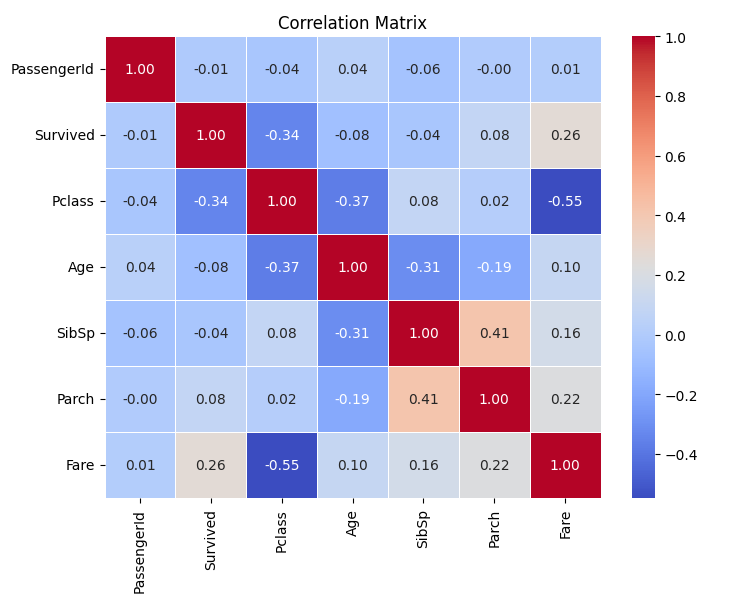 Correlation Matrix
PassengerId 1.00 -0.01 -0.04 0.04 -0.06 -0.00 0.01
Survived -0.01 1.00 -0.34 -0.08 -0.04 0.08 0.26
Pclass -0.04 -0.34 1.00 -0.37 0.08 0.02 -0.55
Age 0.04 -0.08 -0.37 1.00 -0.31 -0.19 0.10
SibSp -0.06 -0.04 0.08 -0.31 1.00 0.41 0.16
Parch -0.00 0.08 0.02 -0.19 0.41 1.00 0.22
Fare 0.01 0.26 -0.55 0.10 0.16 0.22 1.00
PassengerId Survived Pclass Age SibSp Parch Fare
1.0
0.8
0.6
0.4
0.2
0.0
−0.2
−0.4